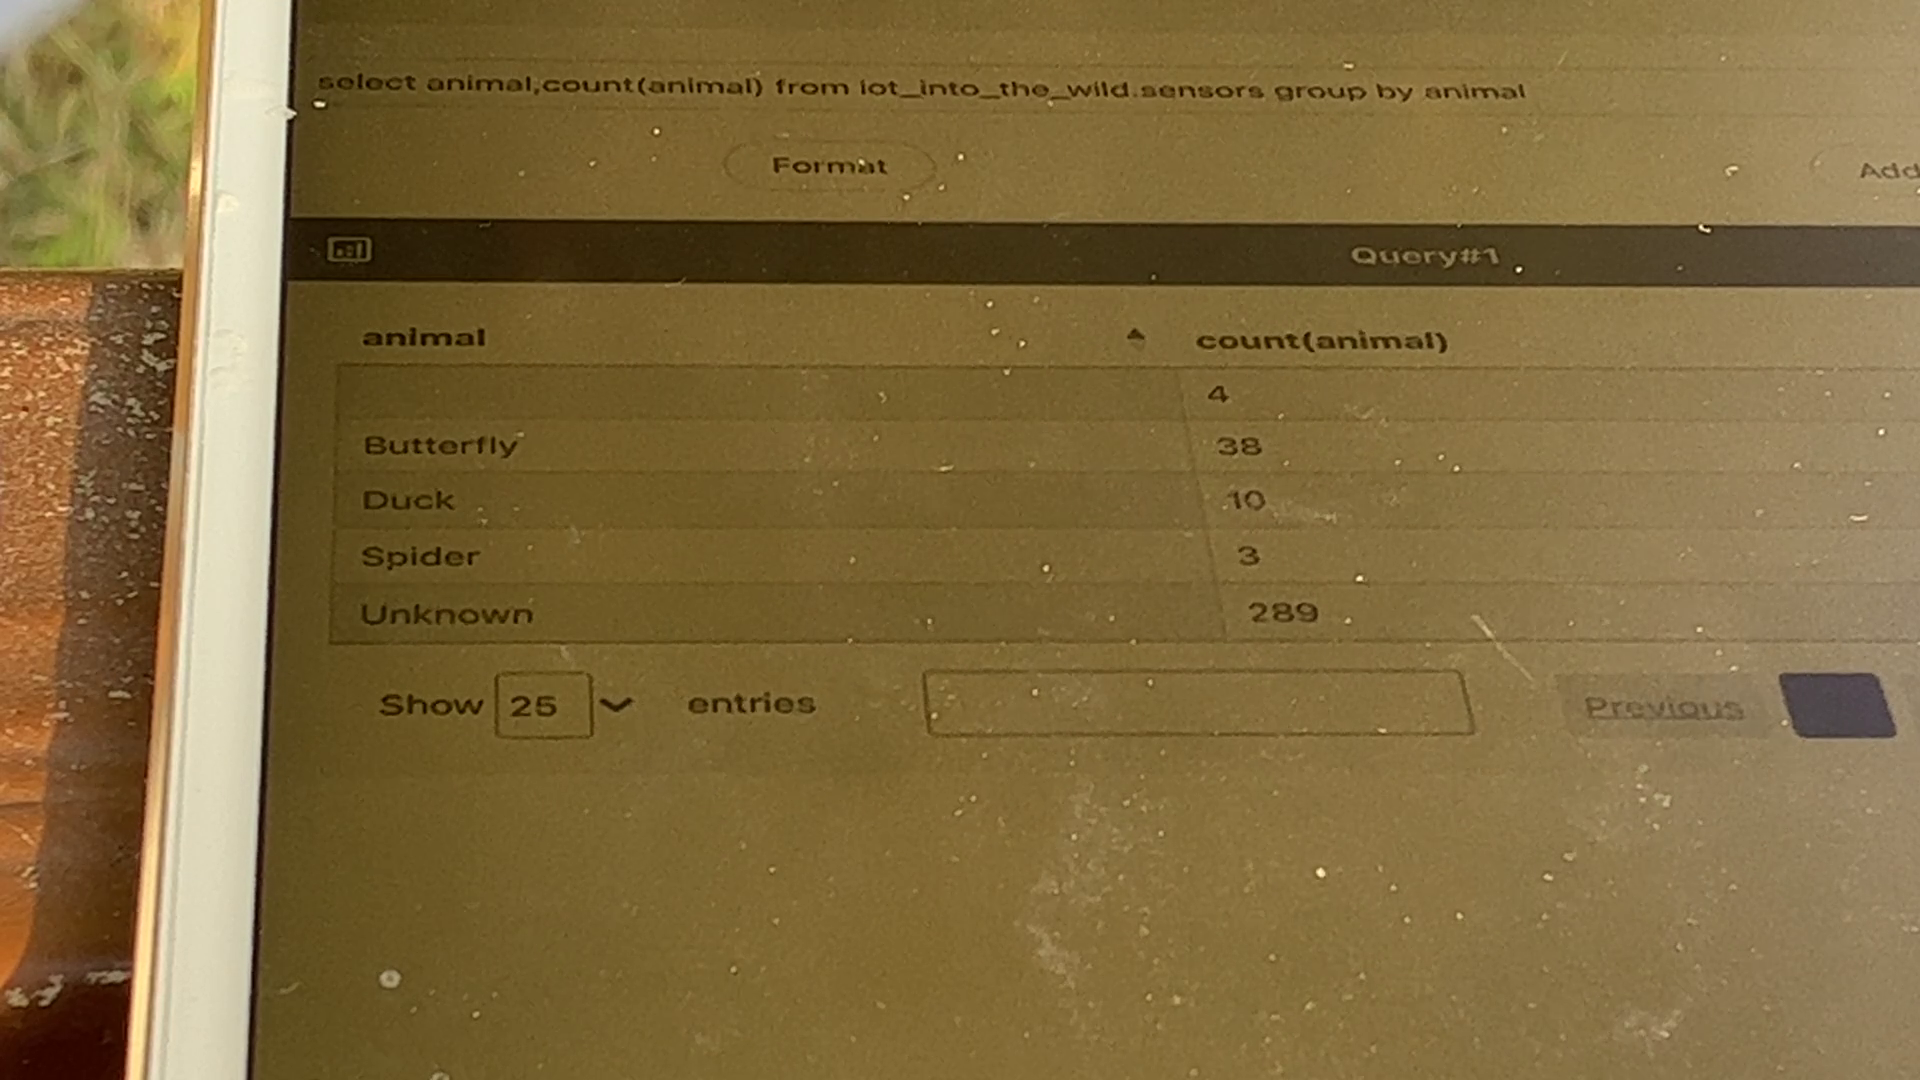 select animal,count(animal) from iot_into_the_wild.sensors group by animal
Format Add
Query#1
animal count(animal)
4
Butterfly 38
Duck 10
Spider 3
Unknown 289
Show 25 entries Previous